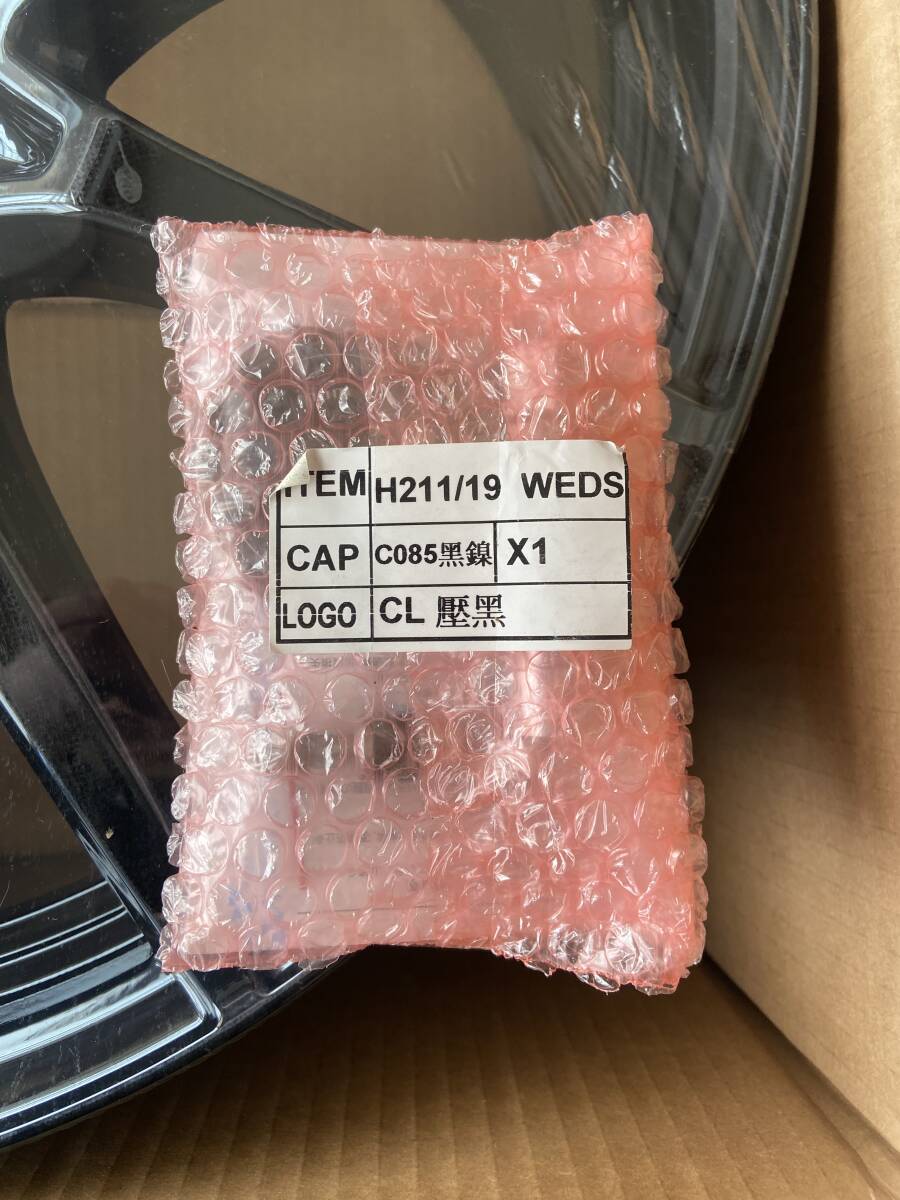 ITEM H211/19 WEDS
CAP C085黑鎳 X1
LOGO CL 壓黑